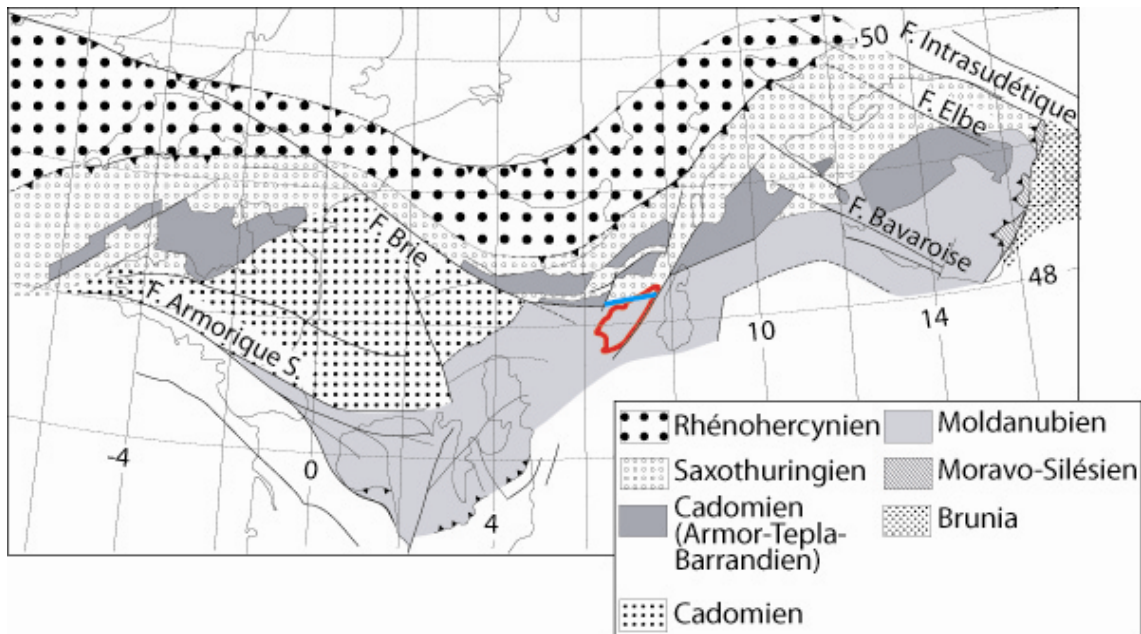 50
F. Intrasudétique
F. Elbe
F. Brie
F. Bavaroise
F. Armorique S.
48
14
10
-4
0
4
Rhénohercynien
Moldanubien
Saxothuringien
Moravo-Silésien
Cadomien
(Armor-Tepla-
Barrandien)
Brunia
Cadomien